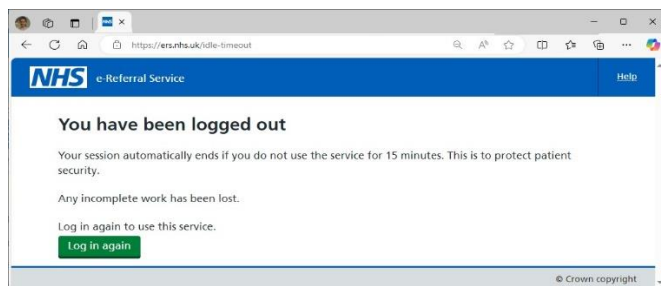 NHS
https://ers.nhs.uk/idle-timeout
NHS e-Referral Service Help
You have been logged out
Your session automatically ends if you do not use the service for 15 minutes. This is to protect patient
security.
Any incomplete work has been lost.
Log in again to use this service.
Log in again
© Crown copyright